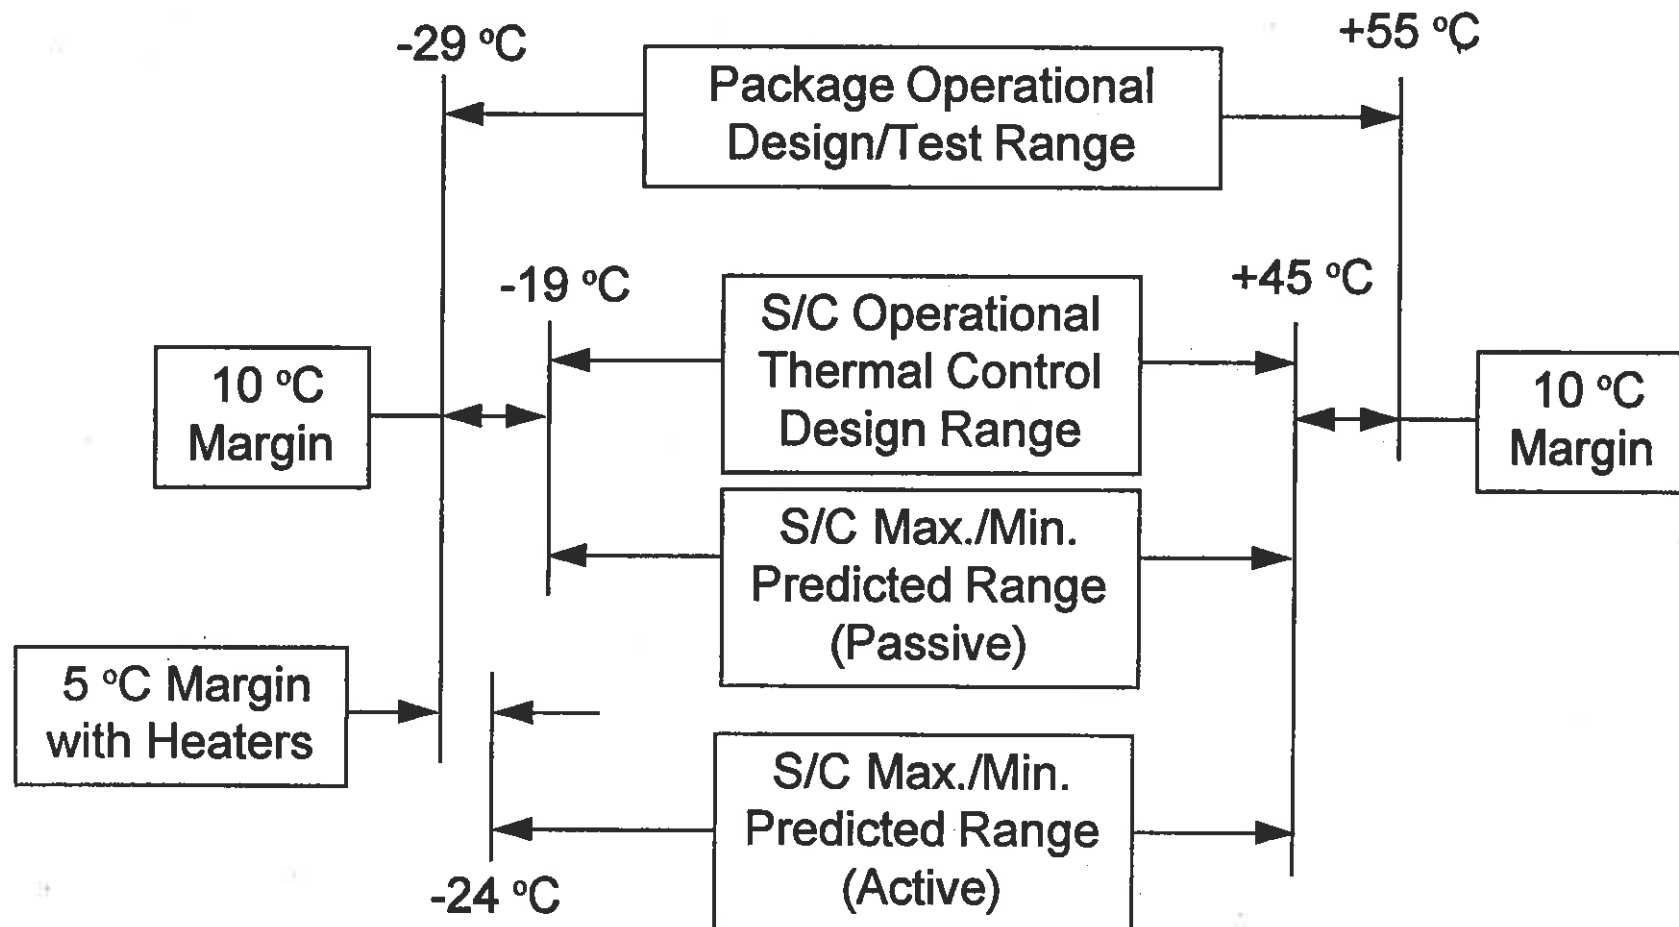 -29 °C
+55 °C
Package Operational
Design/Test Range
-19 °C
+45 °C
S/C Operational
Thermal Control
Design Range
10 °C
Margin
10 °C
Margin
S/C Max./Min.
Predicted Range
(Passive)
5 °C Margin
with Heaters
S/C Max./Min.
Predicted Range
(Active)
-24 °C